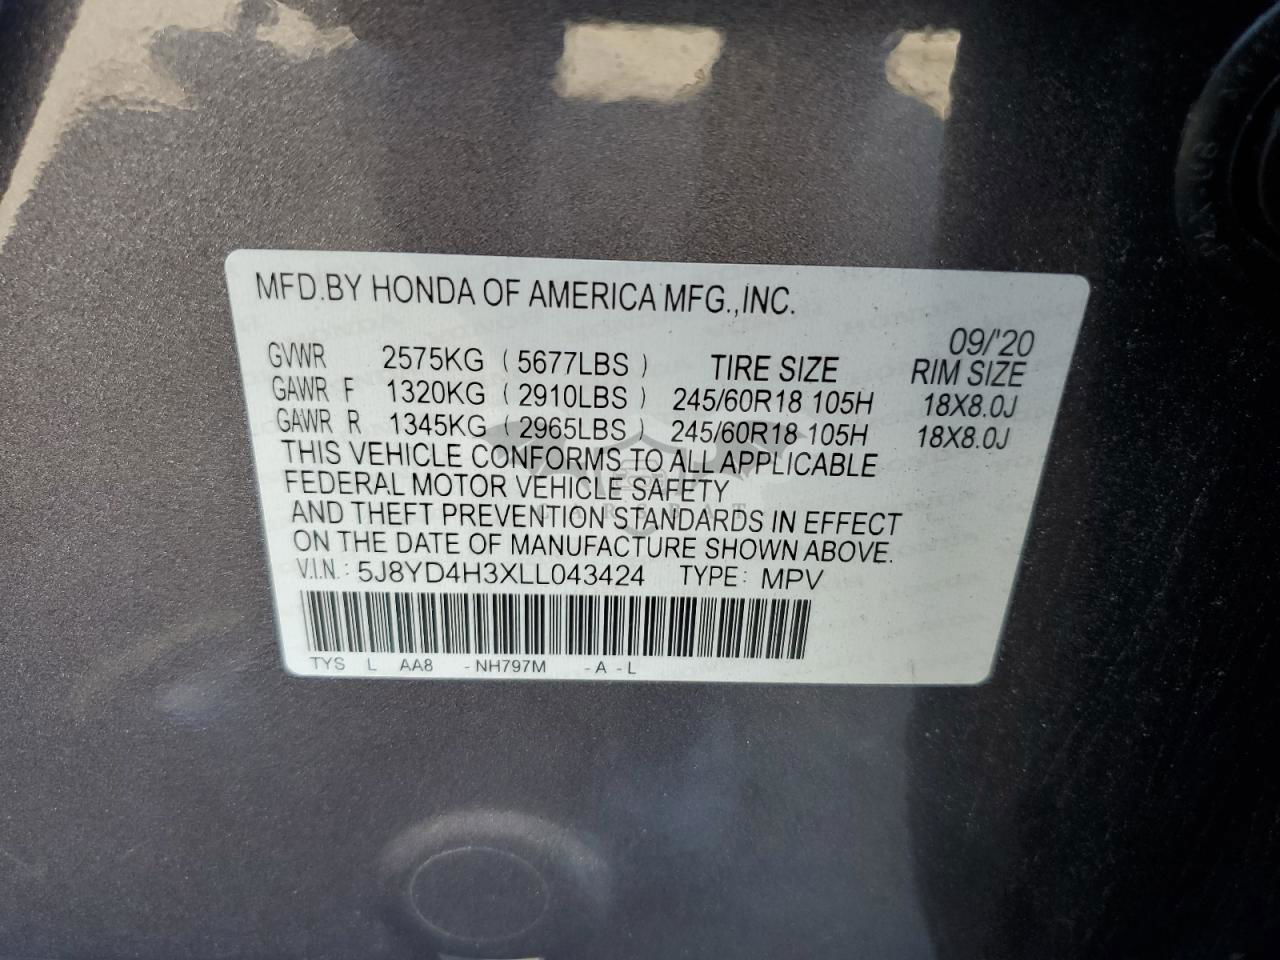 MFD.BY HONDA OF AMERICA MFG.,INC.
09/'20
GVWR 2575KG (5677LBS) TIRE SIZE RIM SIZE
GAWR F 1320KG (2910LBS) 245/60R18 105H 18X8.0J
GAWR R 1345KG (2965LBS) 245/60R18 105H 18X8.0J
THIS VEHICLE CONFORMS TO ALL APPLICABLE
FEDERAL MOTOR VEHICLE SAFETY
AND THEFT PREVENTION STANDARDS IN EFFECT
ON THE DATE OF MANUFACTURE SHOWN ABOVE.
V.I.N.: 5J8YD4H3XLL043424 TYPE: MPV
TYS L AA8 -NH797M -A -L